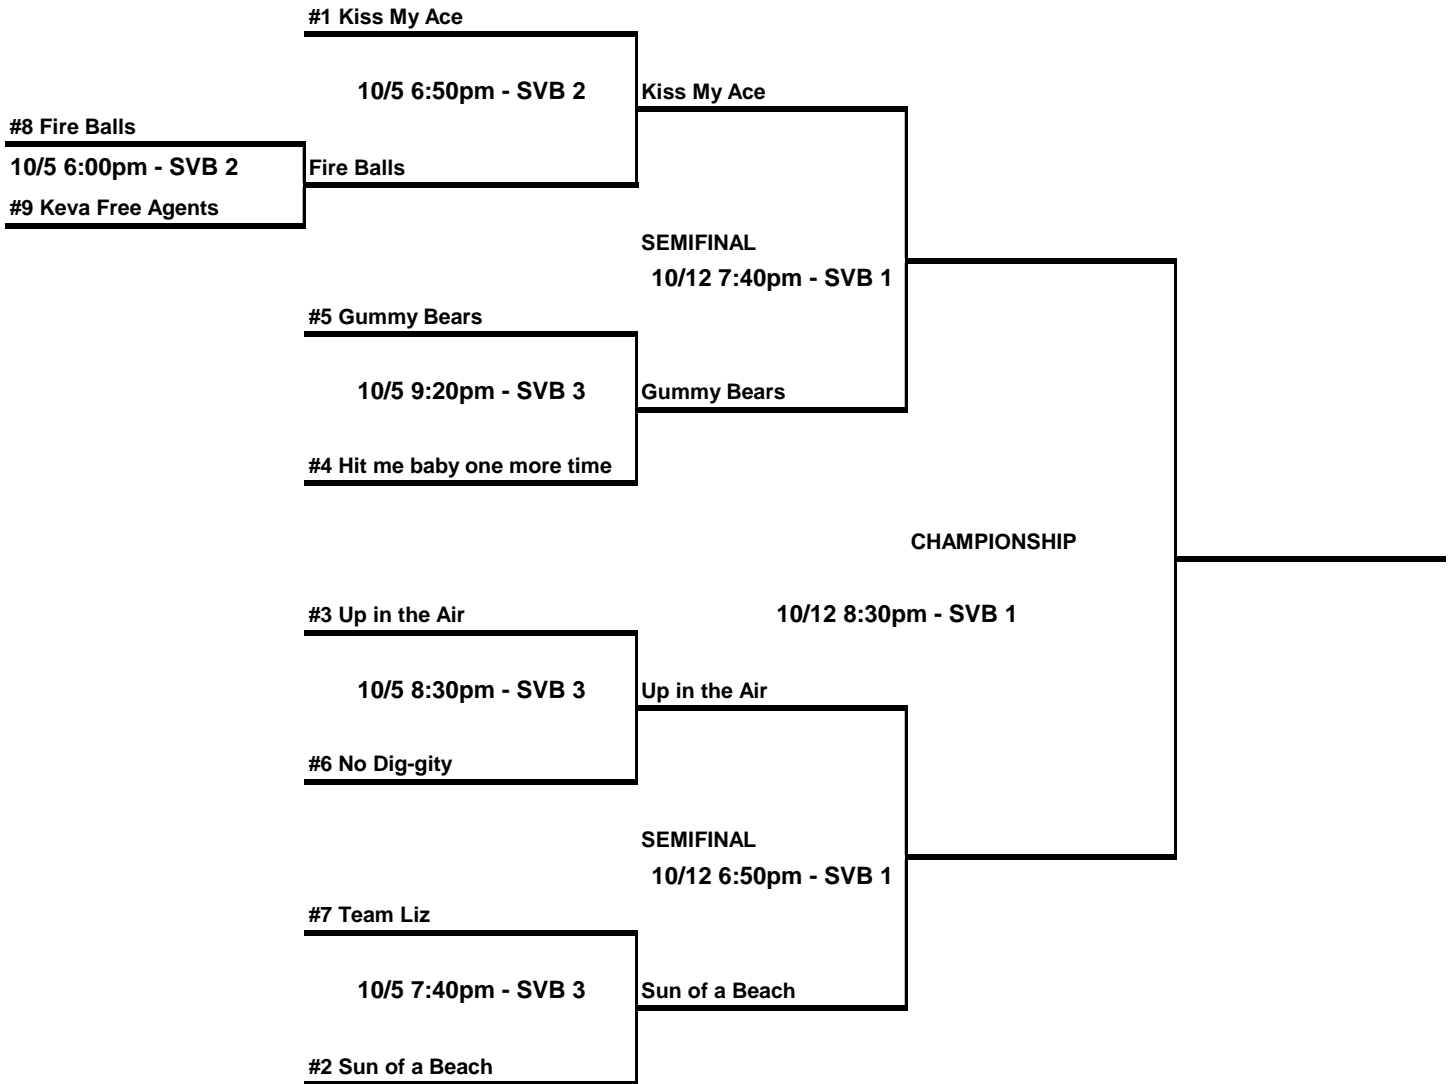 #1 Kiss My Ace
10/5 6:50pm - SVB 2
Kiss My Ace
#8 Fire Balls
10/5 6:00pm - SVB 2
Fire Balls
#9 Keva Free Agents
SEMIFINAL
10/12 7:40pm - SVB 1
#5 Gummy Bears
10/5 9:20pm - SVB 3
Gummy Bears
#4 Hit me baby one more time
CHAMPIONSHIP
10/12 8:30pm - SVB 1
#3 Up in the Air
10/5 8:30pm - SVB 3
Up in the Air
#6 No Dig-gity
SEMIFINAL
10/12 6:50pm - SVB 1
#7 Team Liz
10/5 7:40pm - SVB 3
Sun of a Beach
#2 Sun of a Beach